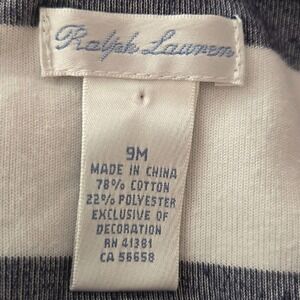 Ralph Lauren
9M
MADE IN CHINA
78% COTTON
22% POLYESTER
EXCLUSIVE OF
DECORATION
RN 41381
CA 56658